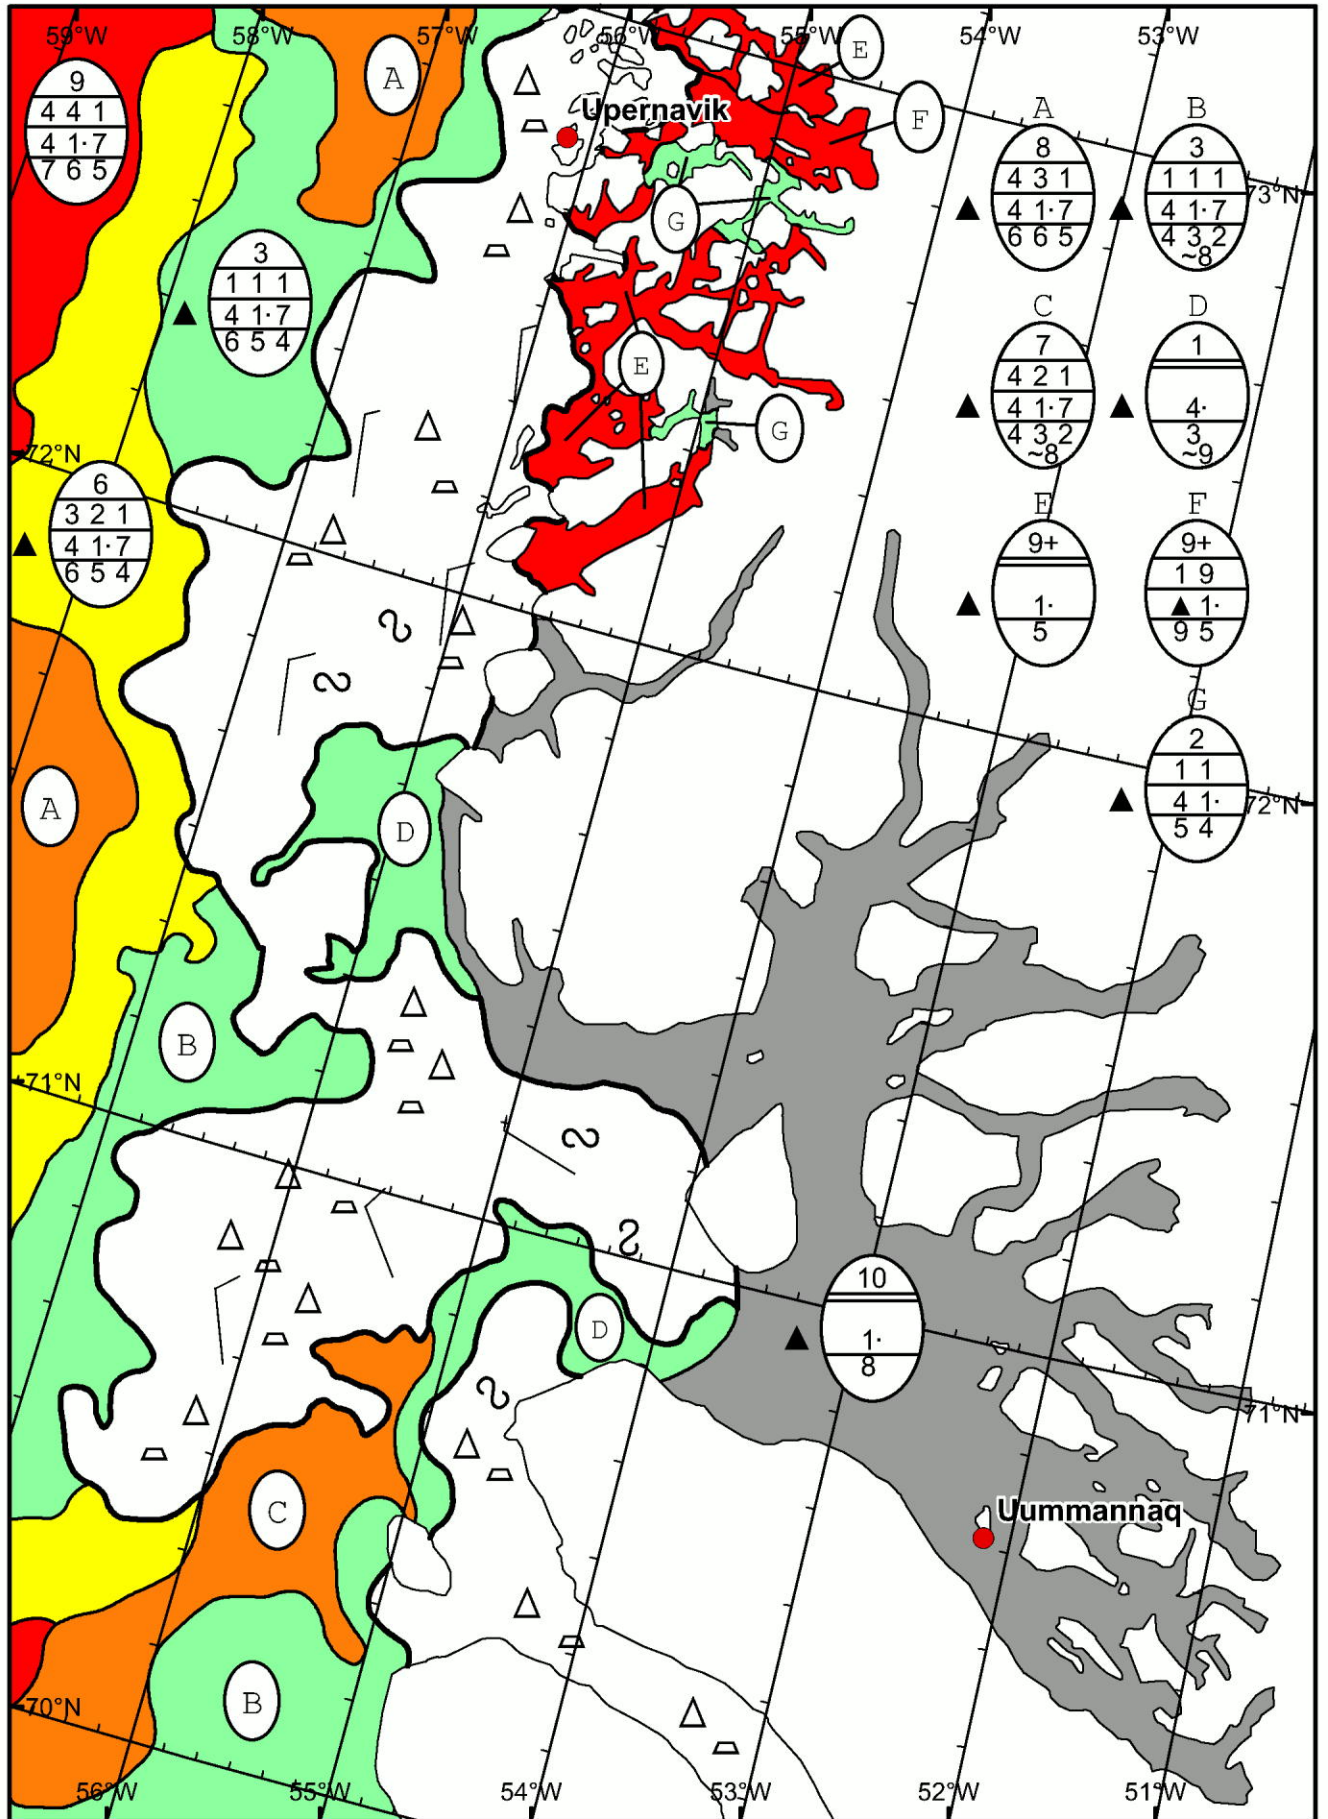 59°W 58°W 57°W 56°W 55°W 54°W 53°W
A
E
9
4 4 1
4 1· 7
7 6 5
Upernavik
F
A B
8 3
4 3 1 1 1 1
4 1· 7 4 1· 7
6 6 5 4 3 2
~8
73°N
G
3
1 1 1
4 1· 7
6 5 4
C D
7 1
4 2 1
4 1· 7 4·
4 3 2 3
~8 ~9
E
G
72°N
6
3 2 1
4 1· 7
6 5 4
E F
9+ 9+
1 9
1· 1·
5 9 5
G
2
1 1
4 1·
5 4
72°N
A
D
B
71°N
10
1·
8
D
71°N
C
Uummannaq
B
70°N
56°W 55°W 54°W 53°W 52°W 51°W